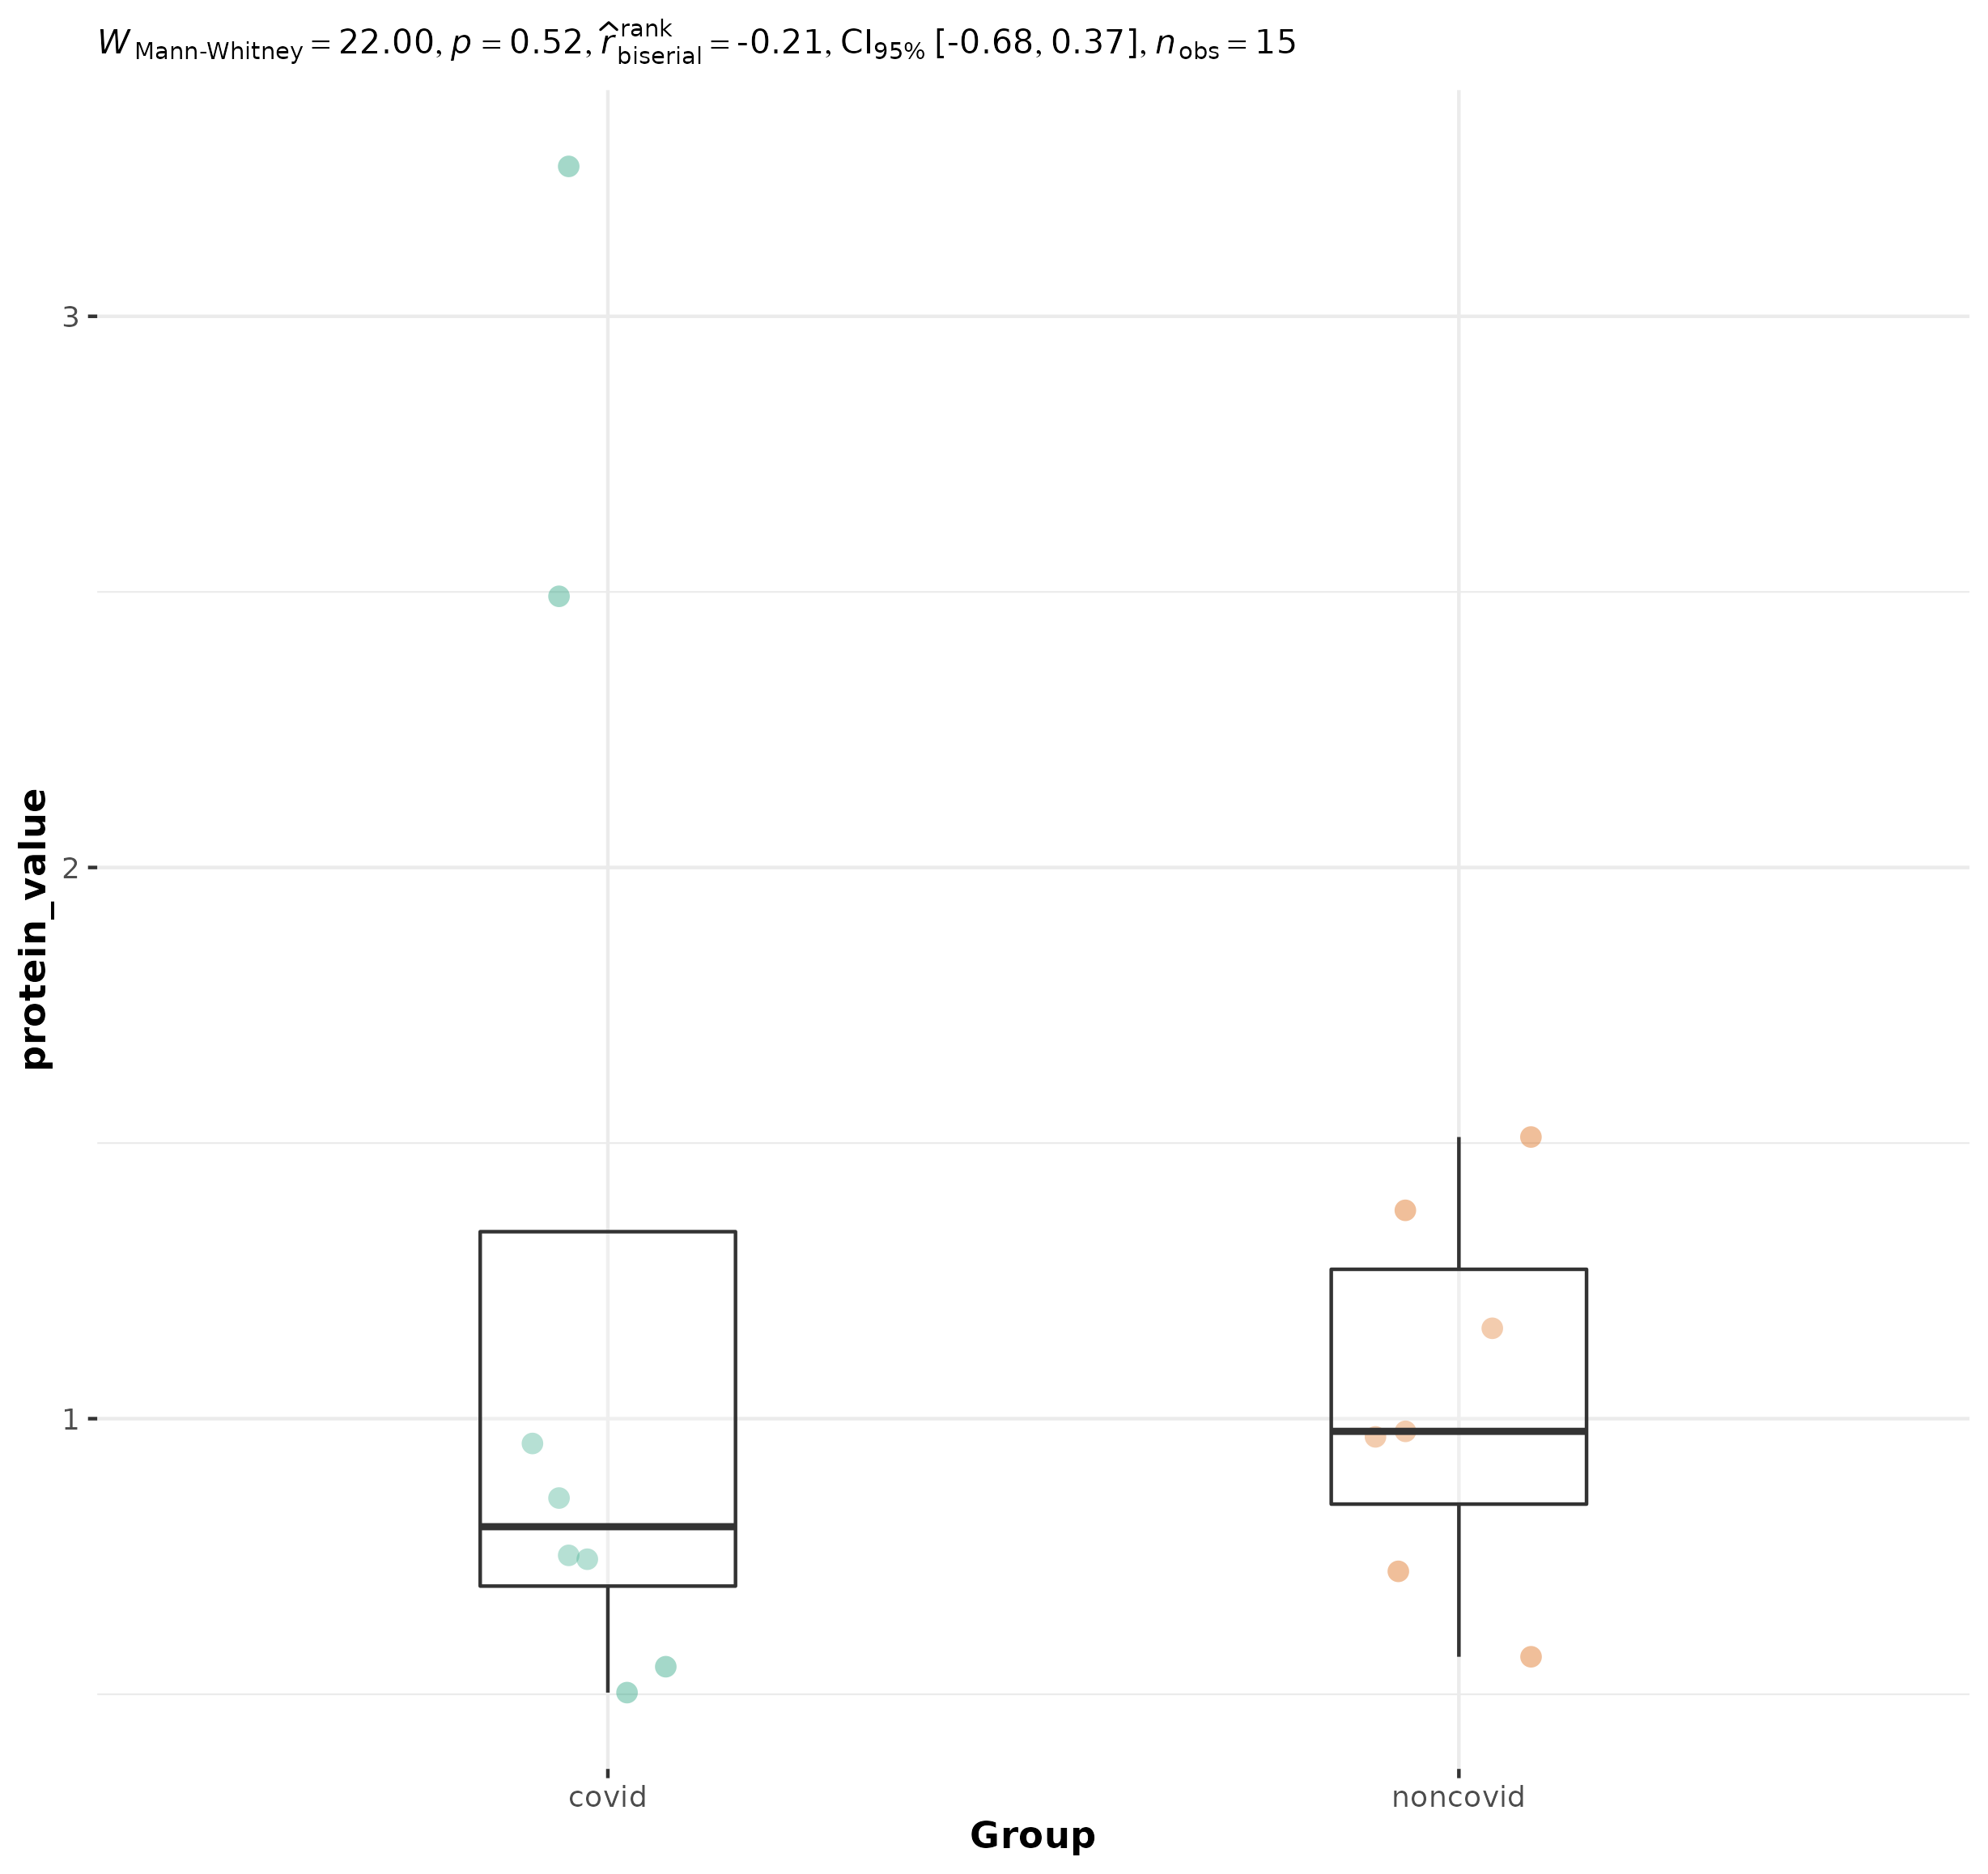 W Mann-Whitney = 22.00, p = 0.52, r̂ rank biserial = -0.21, CI95% [-0.68, 0.37], nobs = 15
3
2
1
protein_value
covid noncovid
Group